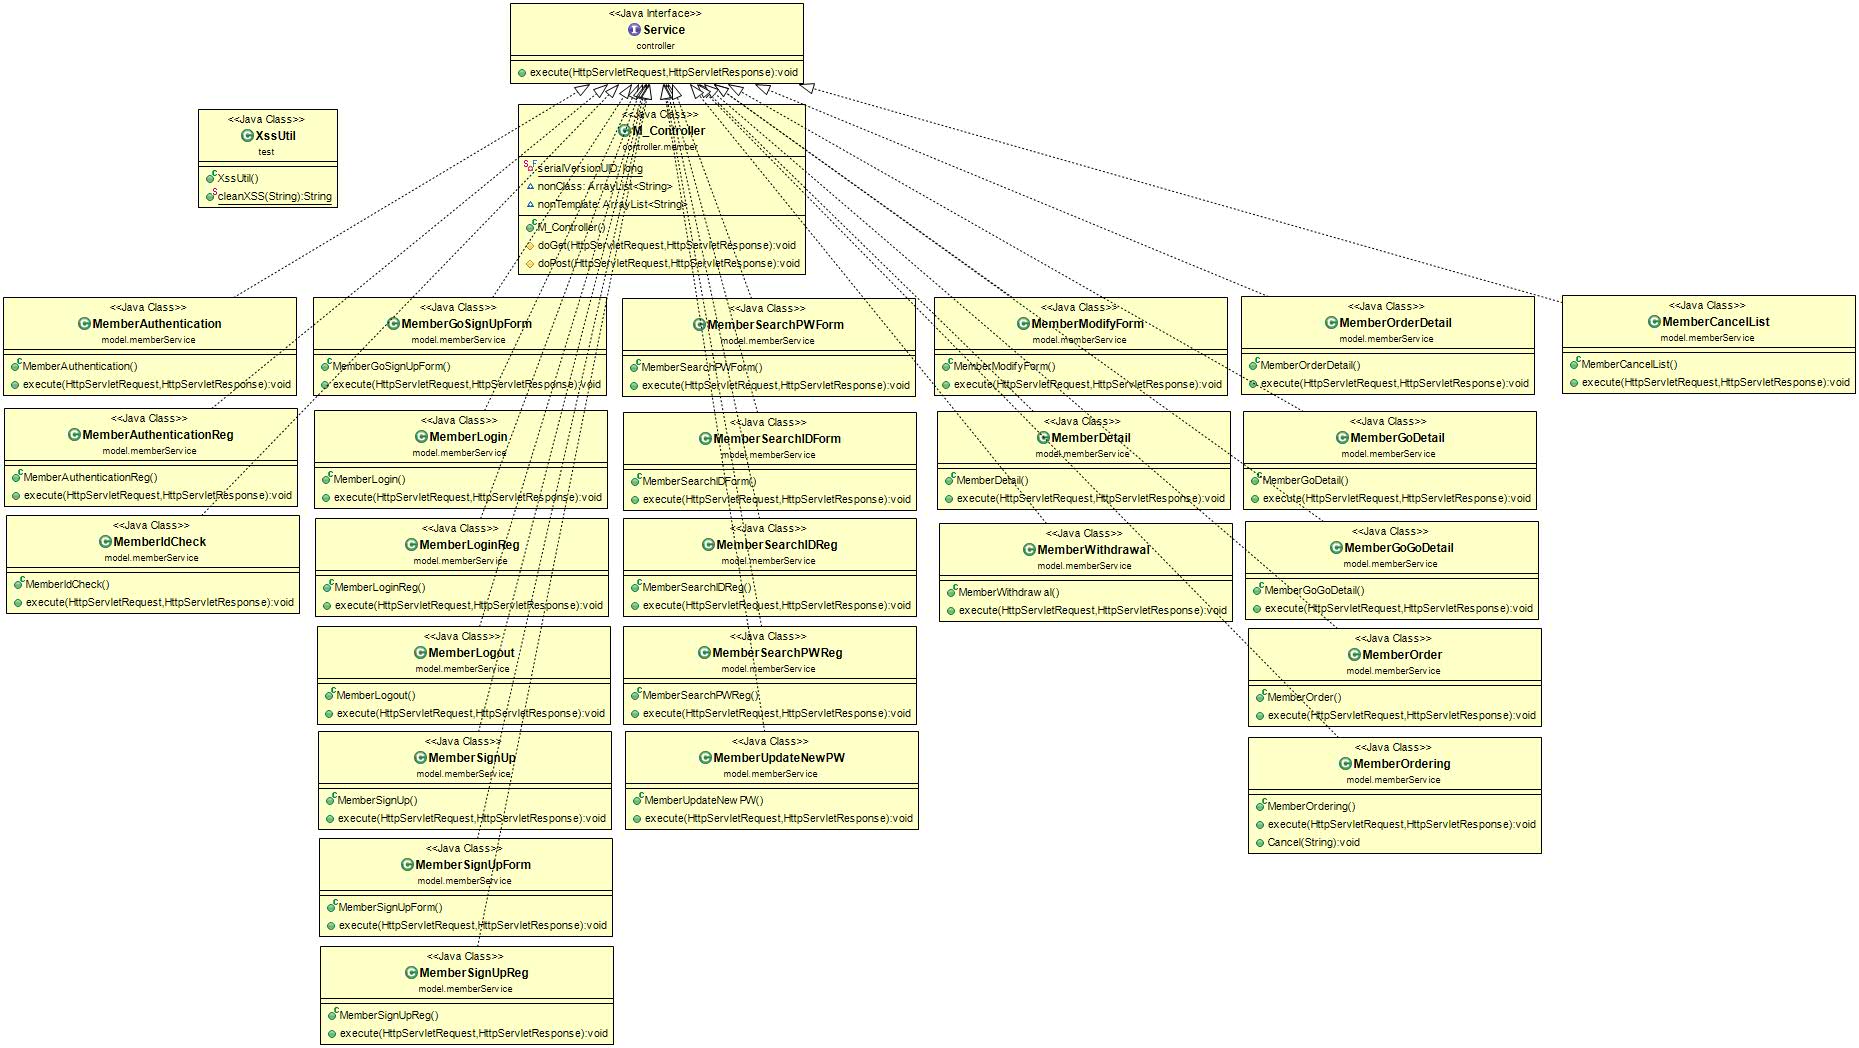 <<Java Interface>>
Service
controller
execute(HttpServletRequest,HttpServletResponse):void
<<Java Class>>
XssUtil
test
XssUtil()
cleanXSS(String):String
<<Java Class>>
M_Controller
controller.member
serialVersionUID: long
nonClass: ArrayList<String>
nonTemplate: ArrayList<String>
M_Controller()
doGet(HttpServletRequest,HttpServletResponse):void
doPost(HttpServletRequest,HttpServletResponse):void
<<Java Class>>
MemberAuthentication
model.memberService
MemberAuthentication()
execute(HttpServletRequest,HttpServletResponse):void
<<Java Class>>
MemberAuthenticationReg
model.memberService
MemberAuthenticationReg()
execute(HttpServletRequest,HttpServletResponse):void
<<Java Class>>
MemberIdCheck
model.memberService
MemberIdCheck()
execute(HttpServletRequest,HttpServletResponse):void
<<Java Class>>
MemberGoSignUpForm
model.memberService
MemberGoSignUpForm()
execute(HttpServletRequest,HttpServletResponse):void
<<Java Class>>
MemberLogin
model.memberService
MemberLogin()
execute(HttpServletRequest,HttpServletResponse):void
<<Java Class>>
MemberLoginReg
model.memberService
MemberLoginReg()
execute(HttpServletRequest,HttpServletResponse):void
<<Java Class>>
MemberLogout
model.memberService
MemberLogout()
execute(HttpServletRequest,HttpServletResponse):void
<<Java Class>>
MemberSignUp
model.memberService
MemberSignUp()
execute(HttpServletRequest,HttpServletResponse):void
<<Java Class>>
MemberSignUpForm
model.memberService
MemberSignUpForm()
execute(HttpServletRequest,HttpServletResponse):void
<<Java Class>>
MemberSignUpReg
model.memberService
MemberSignUpReg()
execute(HttpServletRequest,HttpServletResponse):void
<<Java Class>>
MemberSearchPWForm
model.memberService
MemberSearchPWForm()
execute(HttpServletRequest,HttpServletResponse):void
<<Java Class>>
MemberSearchIDForm
model.memberService
MemberSearchIDForm()
execute(HttpServletRequest,HttpServletResponse):void
<<Java Class>>
MemberSearchIDReg
model.memberService
MemberSearchIDReg()
execute(HttpServletRequest,HttpServletResponse):void
<<Java Class>>
MemberSearchPWReg
model.memberService
MemberSearchPWReg()
execute(HttpServletRequest,HttpServletResponse):void
<<Java Class>>
MemberUpdateNewPW
model.memberService
MemberUpdateNewPW()
execute(HttpServletRequest,HttpServletResponse):void
<<Java Class>>
MemberModifyForm
model.memberService
MemberModifyForm()
execute(HttpServletRequest,HttpServletResponse):void
<<Java Class>>
MemberDetail
model.memberService
MemberDetail()
execute(HttpServletRequest,HttpServletResponse):void
<<Java Class>>
MemberWithdrawal
model.memberService
MemberWithdrawal()
execute(HttpServletRequest,HttpServletResponse):void
<<Java Class>>
MemberOrderDetail
model.memberService
MemberOrderDetail()
execute(HttpServletRequest,HttpServletResponse):void
<<Java Class>>
MemberGoDetail
model.memberService
MemberGoDetail()
execute(HttpServletRequest,HttpServletResponse):void
<<Java Class>>
MemberGoGoDetail
model.memberService
MemberGoGoDetail()
execute(HttpServletRequest,HttpServletResponse):void
<<Java Class>>
MemberOrder
model.memberService
MemberOrder()
execute(HttpServletRequest,HttpServletResponse):void
<<Java Class>>
MemberOrdering
model.memberService
MemberOrdering()
execute(HttpServletRequest,HttpServletResponse):void
Cancel(String):void
<<Java Class>>
MemberCancelList
model.memberService
MemberCancelList()
execute(HttpServletRequest,HttpServletResponse):void